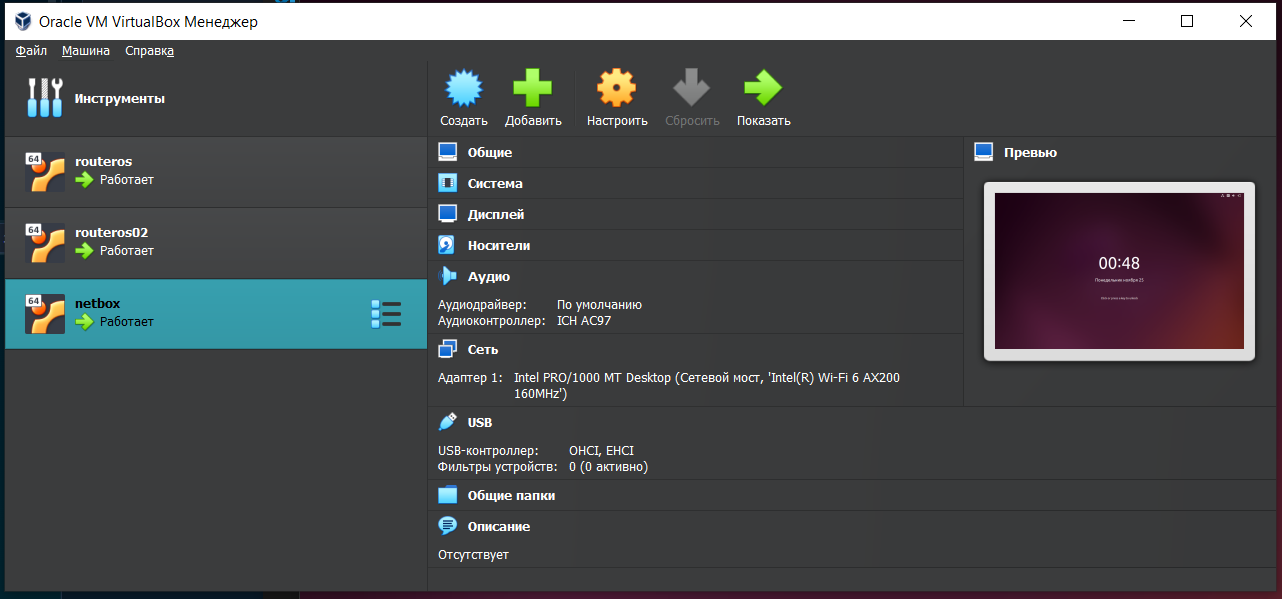 Oracle VM VirtualBox Менеджер
Файл Машина Справка
Инструменты
Создать Добавить Настроить Сбросить Показать
64
routeros
Работает
64
routeros02
Работает
64
netbox
Работает
Общие
Система
Дисплей
Носители
Аудио
Аудиодрайвер: По умолчанию
Аудиоконтроллер: ICH AC97
Сеть
Адаптер 1: Intel PRO/1000 MT Desktop (Сетевой мост, 'Intel(R) Wi-Fi 6 AX200
160MHz')
USB
USB-контроллер: OHCI, EHCI
Фильтры устройств: 0 (0 активно)
Общие папки
Описание
Отсутствует
Превью
00:48
Понедельник ноября 25